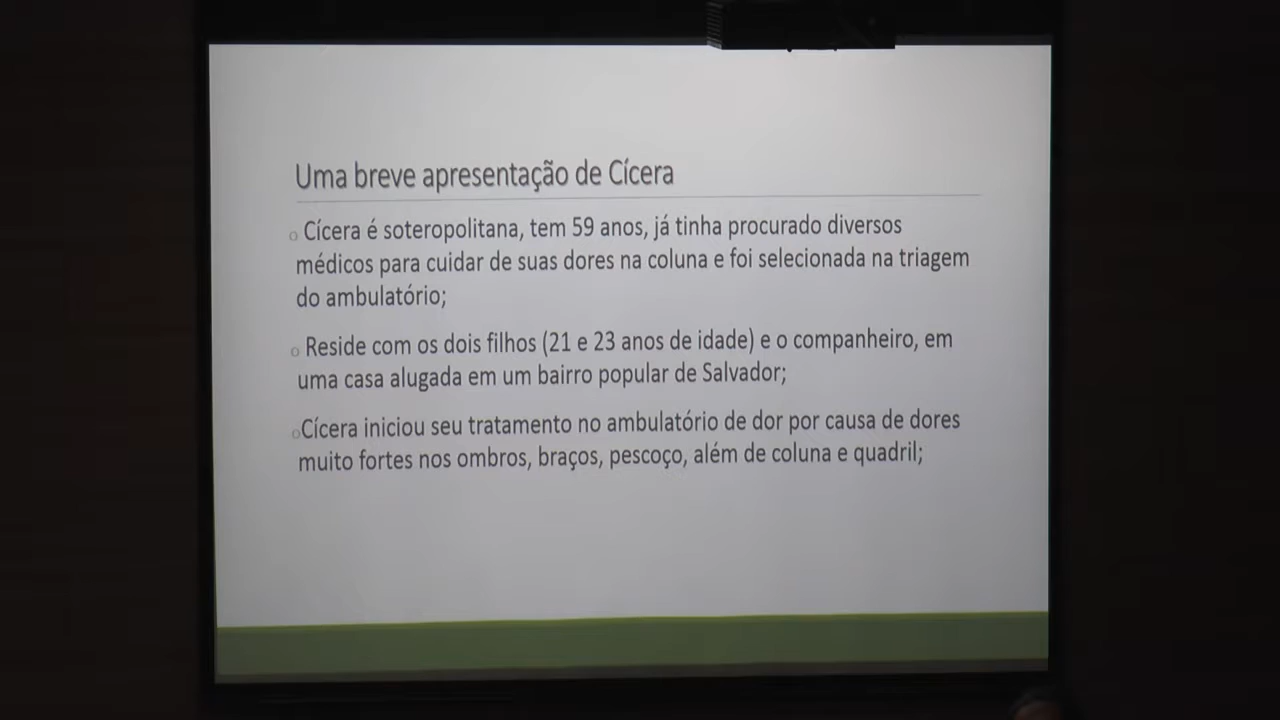 Uma breve apresentação de Cícera
o Cícera é soteropolitana, tem 59 anos, já tinha procurado diversos
médicos para cuidar de suas dores na coluna e foi selecionada na triagem
do ambulatório;
o Reside com os dois filhos (21 e 23 anos de idade) e o companheiro, em
uma casa alugada em um bairro popular de Salvador;
oCícera iniciou seu tratamento no ambulatório de dor por causa de dores
muito fortes nos ombros, braços, pescoço, além de coluna e quadril;